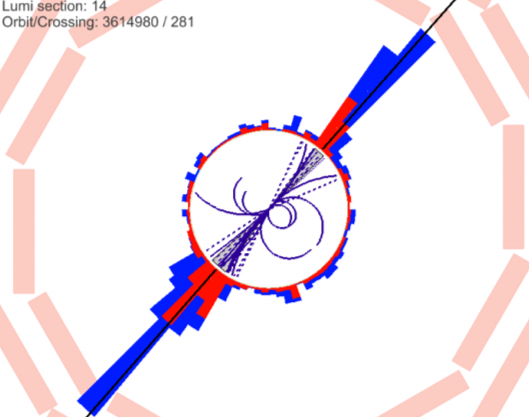 Lumi section: 14
Orbit/Crossing: 3614980 / 281